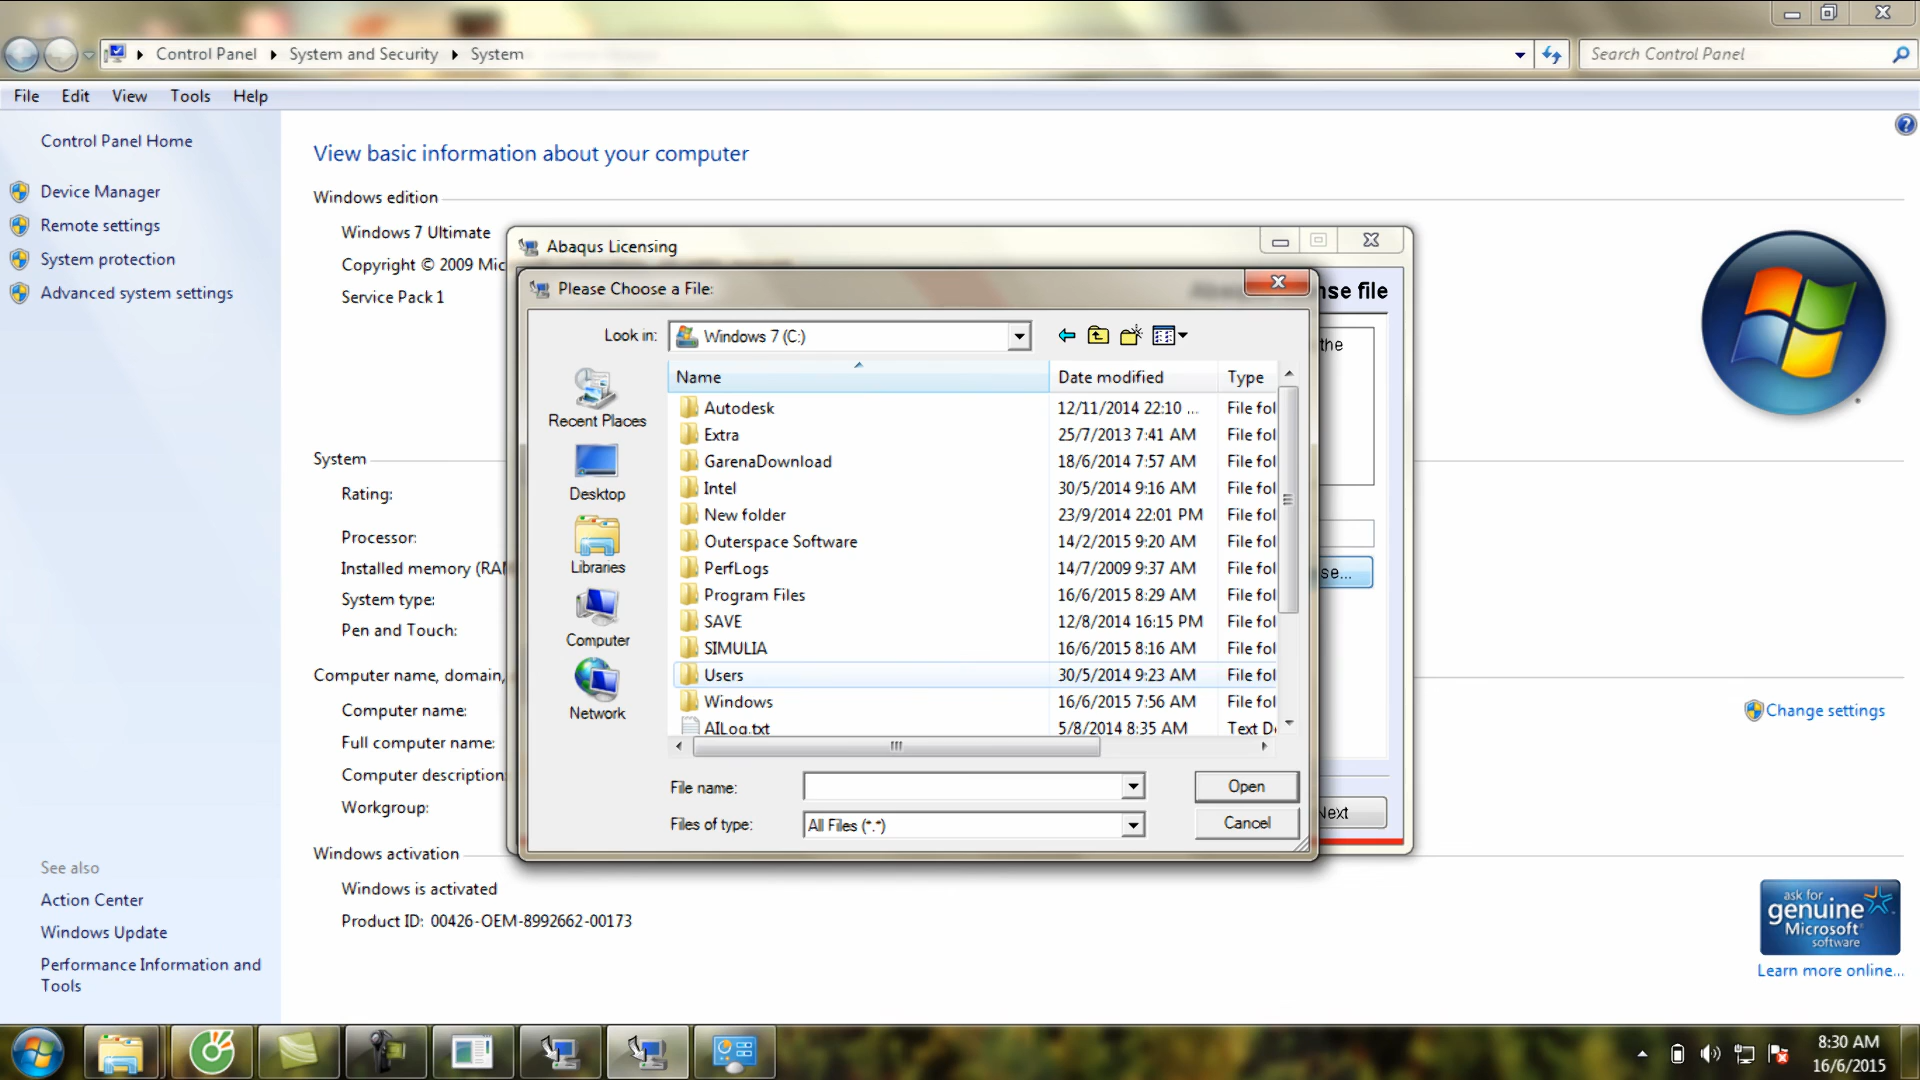 Control Panel
System and Security
System
Search Control Panel
File
Edit
View
Tools
Help
Control Panel Home
Device Manager
Remote settings
System protection
Advanced system settings
See also
Action Center
Windows Update
Performance Information and
Tools
View basic information about your computer
Windows edition
Windows 7 Ultimate
Copyright © 2009 Mic
Service Pack 1
System
Rating:
Processor:
Installed memory (RA
System type:
Pen and Touch:
Computer name, domain,
Computer name:
Full computer name:
Computer description:
Workgroup:
Change settings
Windows activation
Windows is activated
Product ID: 00426-OEM-8992662-00173
ask for
genuine
Microsoft
software
Learn more online...
Abaqus Licensing
nse file
the
se...
Next
Please Choose a File:
Look in:
Windows 7 (C:)
Recent Places
Desktop
Libraries
Computer
Network
Name Date modified Type
Autodesk 12/11/2014 22:10 ... File fol
Extra 25/7/2013 7:41 AM File fol
GarenaDownload 18/6/2014 7:57 AM File fol
Intel 30/5/2014 9:16 AM File fol
New folder 23/9/2014 22:01 PM File fol
Outerspace Software 14/2/2015 9:20 AM File fol
PerfLogs 14/7/2009 9:37 AM File fol
Program Files 16/6/2015 8:29 AM File fol
SAVE 12/8/2014 16:15 PM File fol
SIMULIA 16/6/2015 8:16 AM File fol
Users 30/5/2014 9:23 AM File fol
Windows 16/6/2015 7:56 AM File fol
AILog.txt 5/8/2014 8:35 AM Text D
File name:
Open
Files of type:
All Files (*.*)
Cancel
8:30 AM
16/6/2015